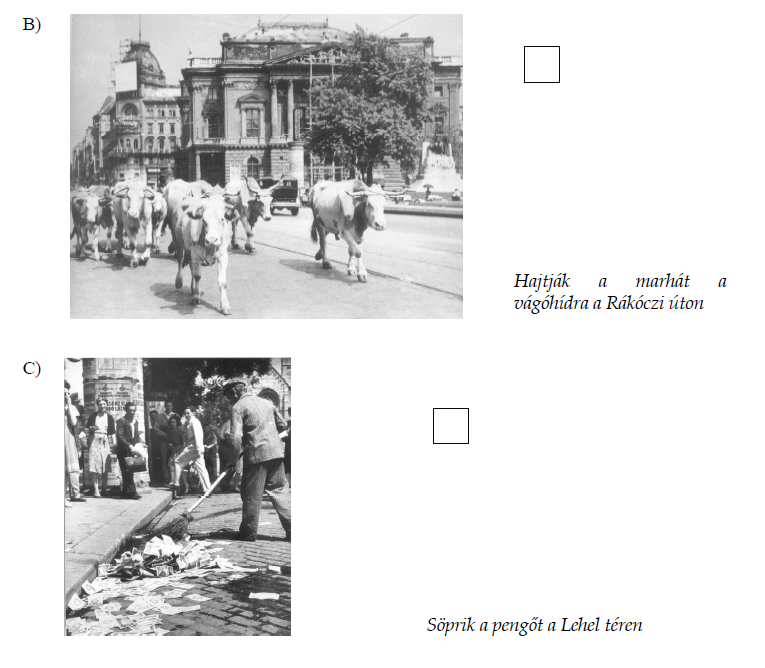 B)
Hajtják a marhát a
vágóhídra a Rákóczi úton
C)
Söprik a pengőt a Lehel téren